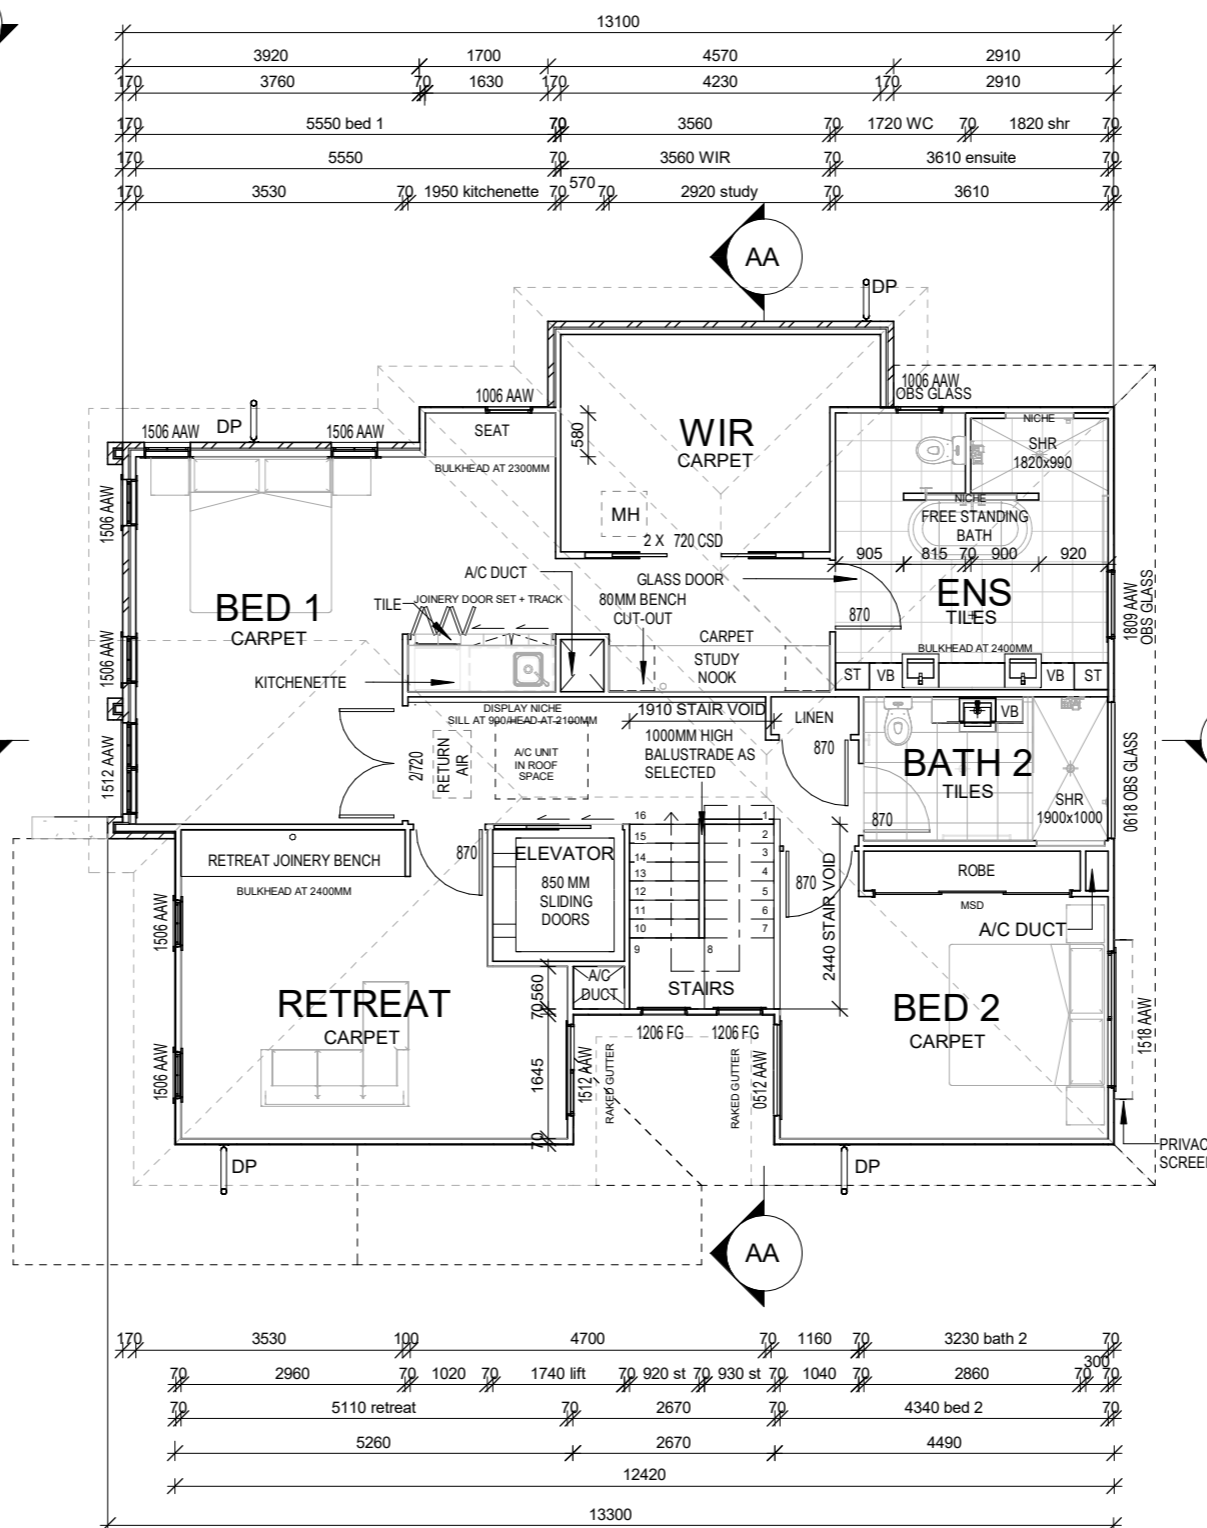 13100
3920 1700 4570 2910
170 3760 70 1630 170 4230 170 2910
170 5550 bed 1 70 3560 70 1720 WC 70 1820 shr 70
170 5550 70 3560 WIR 70 3610 ensuite 70
170 3530 70 1950 kitchenette 70 570 70 2920 study 70 3610 70
AA
DP
1006 AAW
OBS GLASS
1006 AAW
SEAT
1506 AAW
DP
1506 AAW
BULKHEAD AT 2300MM
580
WIR
CARPET
MH
2 X 720 CSD
NICHE
SHR
1820x990
NICHE
FREE STANDING
BATH
905 815 70 900 920
1506 AAW
BED 1
CARPET
A/C DUCT
JOINERY DOOR SET + TRACK
TILE
GLASS DOOR
80MM BENCH
CUT-OUT
CARPET
STUDY
NOOK
870
ENS
TILES
BULKHEAD AT 2400MM
1809 AAW
OBS GLASS
1506 AAW
KITCHENETTE
ST VB VB ST
DISPLAY NICHE
SILL AT 900/HEAD AT 2100MM
1910 STAIR VOID
LINEN
VB
1512 AAW
2/720
RETURN
AIR
A/C UNIT
IN ROOF
SPACE
1000MM HIGH
BALUSTRADE AS
SELECTED
870
BATH 2
TILES
870
SHR
1900x1000
0618 OBS GLASS
RETREAT JOINERY BENCH
BULKHEAD AT 2400MM
870
ELEVATOR
850 MM
SLIDING
DOORS
16
15
14
13
12
11
10
9
1
2
3
4
5
6
7
8
870
2440 STAIR VOID
ROBE
MSD
A/C DUCT
1506 AAW
RETREAT
CARPET
560
70
1645
70
A/C
DUCT
STAIRS
BED 2
CARPET
1518 AAW
1506 AAW
1512 AAW
1206 FG 1206 FG
RAKED GUTTER
RAKED GUTTER
0512 AAW
DP
DP
PRIVAC
SCREEN
AA
170 3530 100 4700 70 1160 70 3230 bath 2 70
70 2960 70 1020 70 1740 lift 70 920 st 70 930 st 70 1040 70 2860 70 300 70
70 5110 retreat 70 2670 70 4340 bed 2 70
5260 2670 4490
12420
13300